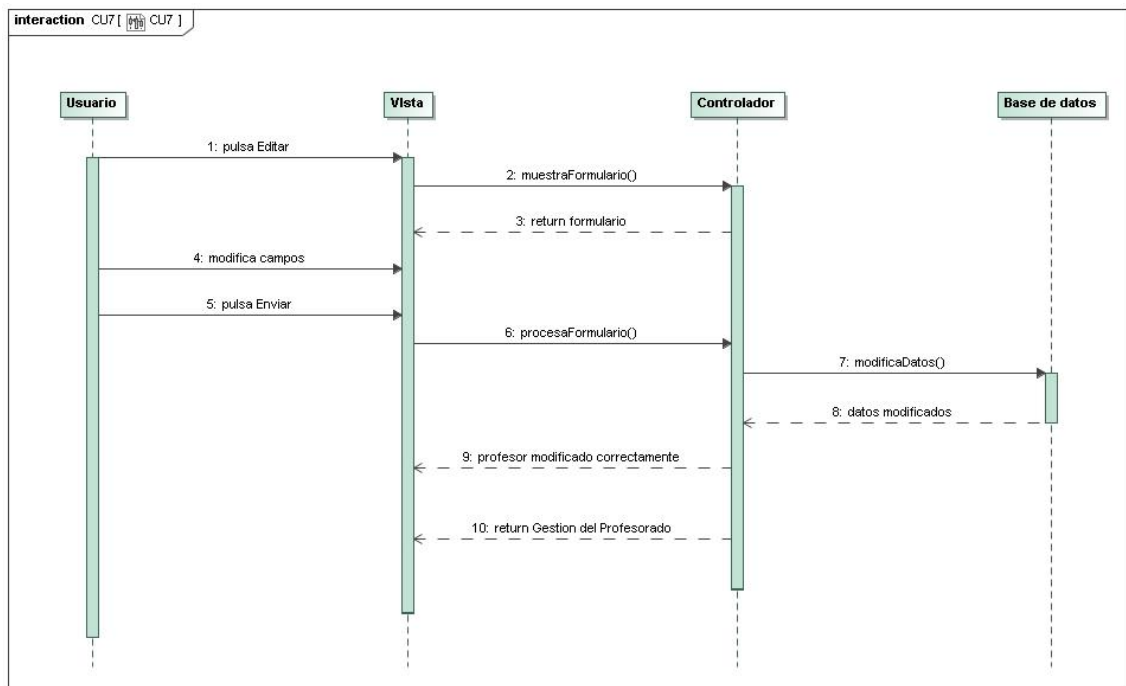 interaction CU7 [ CU7 ]
Usuario
VIsta
Controlador
Base de datos
1: pulsa Editar
2: muestraFormulario()
3: return formulario
4: modifica campos
5: pulsa Enviar
6: procesaFormulario()
7: modificaDatos()
8: datos modificados
9: profesor modificado correctamente
10: return Gestion del Profesorado